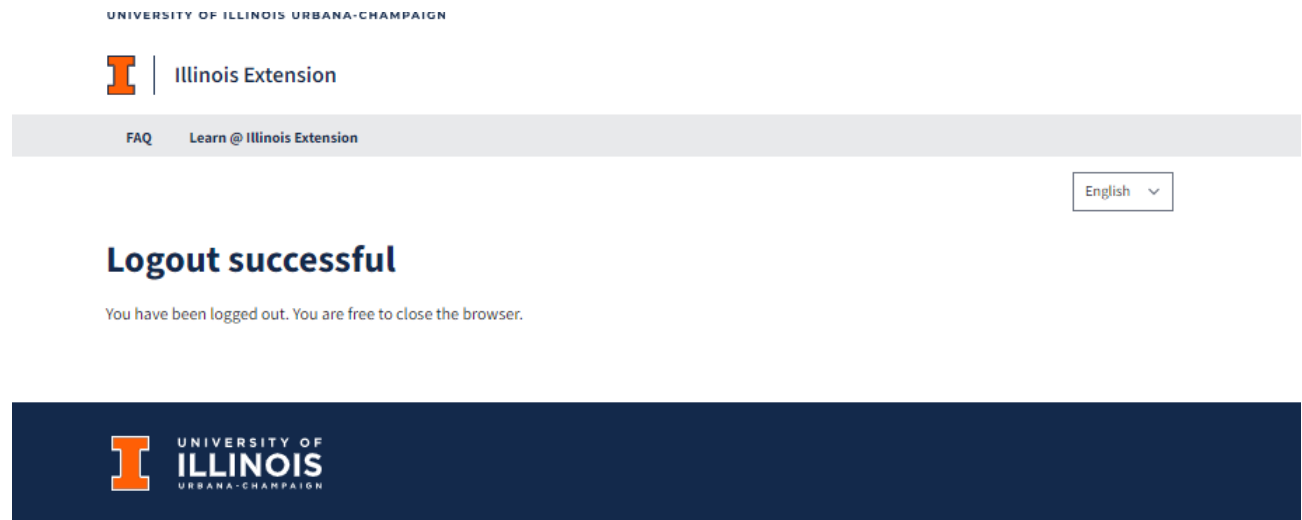 UNIVERSITY OF ILLINOIS URBANA-CHAMPAIGN
Illinois Extension
FAQ Learn @ Illinois Extension
English
Logout successful
You have been logged out. You are free to close the browser.
UNIVERSITY OF
ILLINOIS
URBANA-CHAMPAIGN